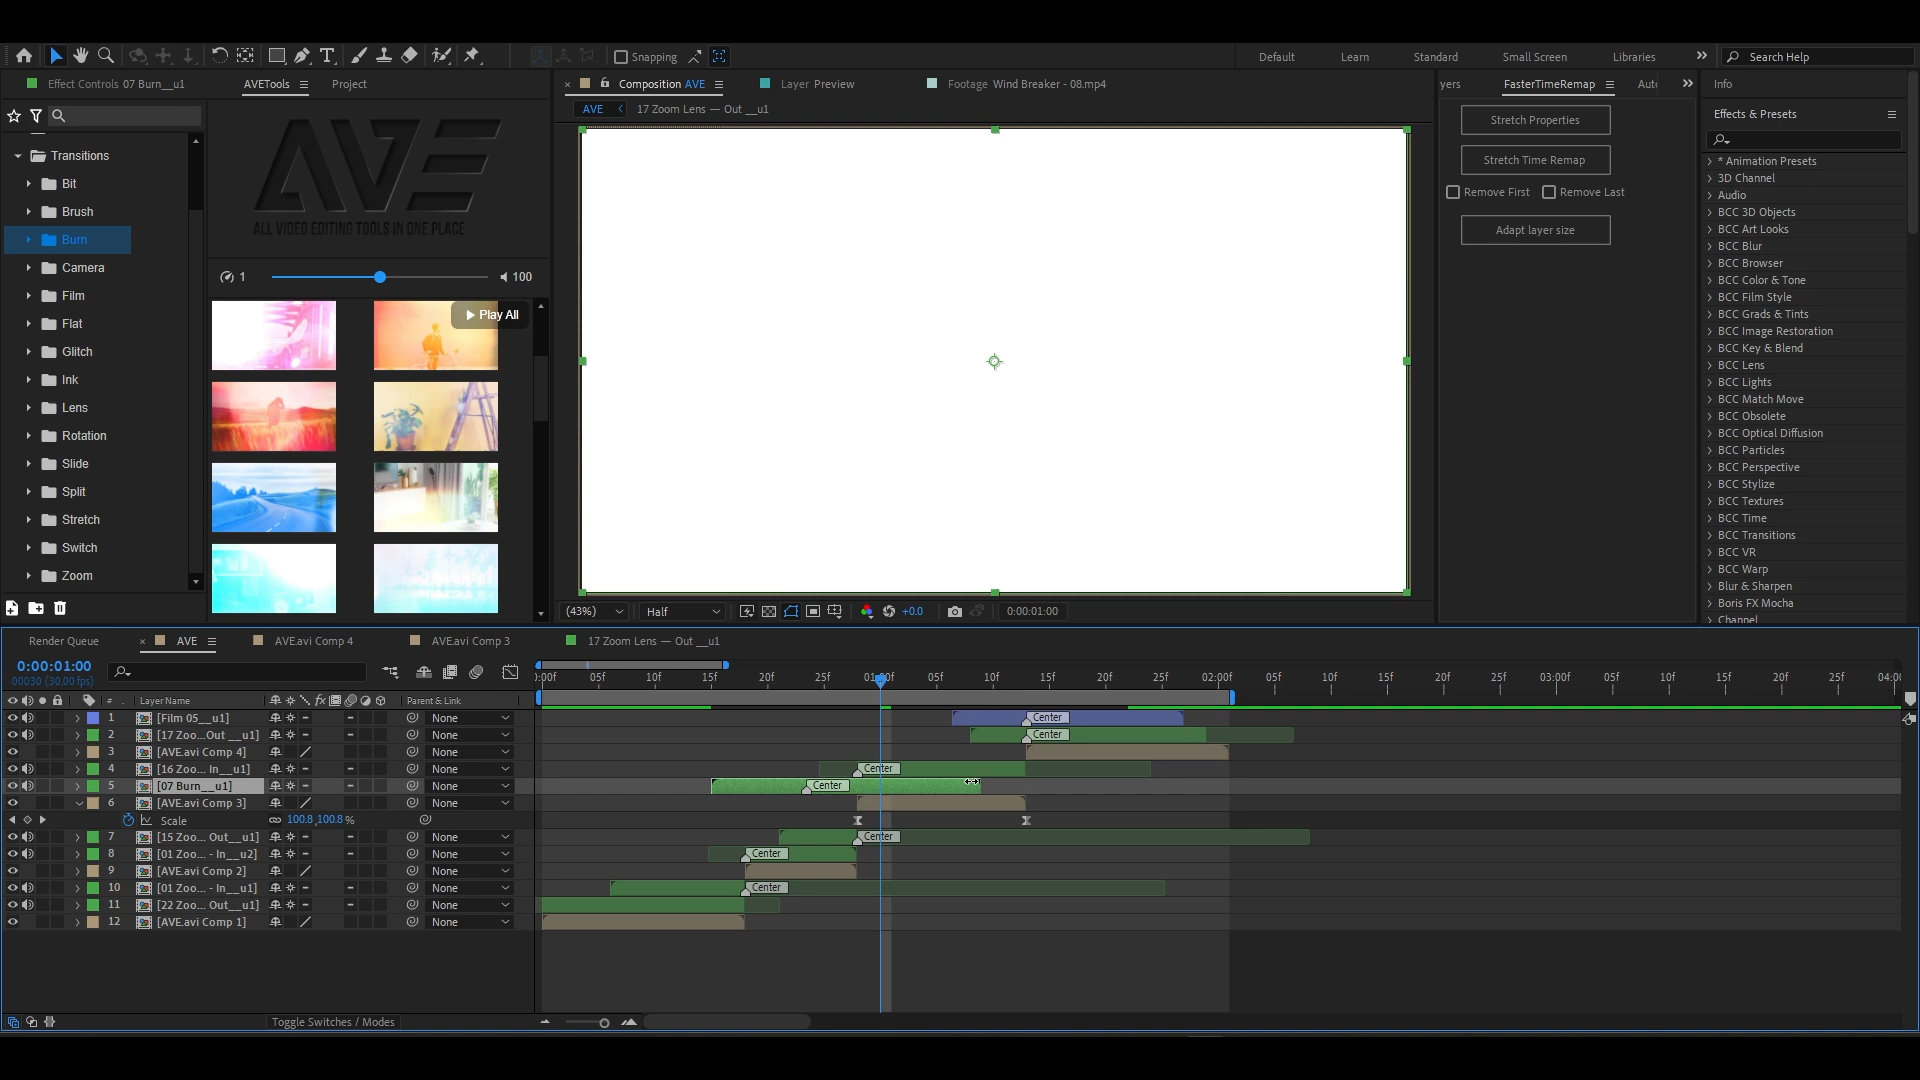 Snapping
Default
Learn
Standard
Small Screen
Libraries
Search Help
Effect Controls 07 Burn__u1
AVETools
Project
Composition AVE
Layer Preview
Footage Wind Breaker - 08.mp4
yers
FasterTimeRemap
Auto
Info
AVE
17 Zoom Lens — Out __u1
Effects & Presets
Stretch Properties
Stretch Time Remap
Remove First
Remove Last
Adapt layer size
Transitions
Bit
Brush
Burn
Camera
Film
Flat
Glitch
Ink
Lens
Rotation
Slide
Split
Stretch
Switch
Zoom
AVE
ALL VIDEO EDITING TOOLS IN ONE PLACE
1
100
Play All
* Animation Presets
3D Channel
Audio
BCC 3D Objects
BCC Art Looks
BCC Blur
BCC Browser
BCC Color & Tone
BCC Film Style
BCC Grads & Tints
BCC Image Restoration
BCC Key & Blend
BCC Lens
BCC Lights
BCC Match Move
BCC Obsolete
BCC Optical Diffusion
BCC Particles
BCC Perspective
BCC Stylize
BCC Textures
BCC Time
BCC Transitions
BCC VR
BCC Warp
Blur & Sharpen
Boris FX Mocha
Channel
(43%)
Half
+0.0
0:00:01:00
Render Queue
AVE
AVE.avi Comp 4
AVE.avi Comp 3
17 Zoom Lens — Out __u1
0:00:01:00
00030 (30.00 fps)
):00f 05f 10f 15f 20f 25f 01:00f 05f 10f 15f 20f 25f 02:00f 05f 10f 15f 20f 25f 03:00f 05f 10f 15f 20f 25f 04:00
# Layer Name
fx
Parent & Link
1 [Film 05__u1] None Center
2 [17 Zoo...Out __u1] None Center
3 [AVE.avi Comp 4] None
4 [16 Zoo... In__u1] None Center
5 [07 Burn__u1] None Center
6 [AVE.avi Comp 3] None
Scale 100.8,100.8%
7 [15 Zoo... Out__u1] None Center
8 [01 Zoo... - In__u2] None Center
9 [AVE.avi Comp 2] None
10 [01 Zoo... - In__u1] None Center
11 [22 Zoo... Out__u1] None
12 [AVE.avi Comp 1] None
Toggle Switches / Modes